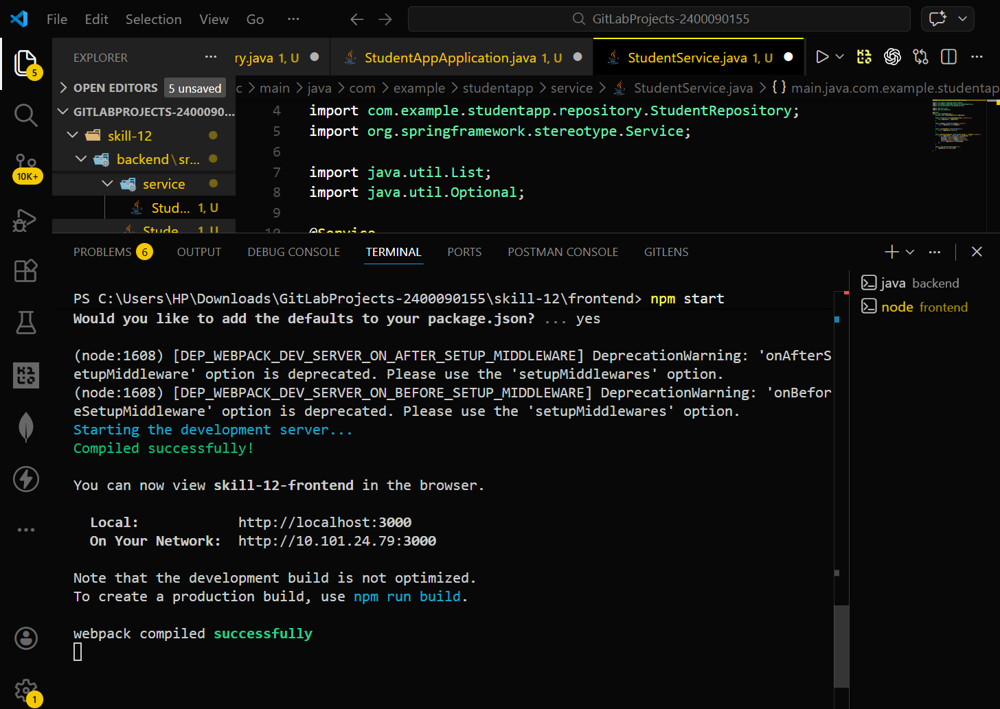 File Edit Selection View Go ...
GitLabProjects-2400090155
EXPLORER ...
ry.java 1, U
StudentAppApplication.java 1, U
StudentService.java 1, U
...
5
OPEN EDITORS 5 unsaved
c > main > java > com > example > studentapp > service > StudentService.java > {} main.java.com.example.studentapp
GITLABPROJECTS-2400090...
skill-12
backend\sr...
service
Stud... 1, U
Stude 1, U
10K+
4 import com.example.studentapp.repository.StudentRepository;
5 import org.springframework.stereotype.Service;
6
7 import java.util.List;
8 import java.util.Optional;
9
10 @Service
PROBLEMS 6 OUTPUT DEBUG CONSOLE TERMINAL PORTS POSTMAN CONSOLE GITLENS
java backend
node frontend
PS C:\Users\HP\Downloads\GitLabProjects-2400090155\skill-12\frontend> npm start
Would you like to add the defaults to your package.json? ... yes
(node:1608) [DEP_WEBPACK_DEV_SERVER_ON_AFTER_SETUP_MIDDLEWARE] DeprecationWarning: 'onAfterS
etupMiddleware' option is deprecated. Please use the 'setupMiddlewares' option.
(node:1608) [DEP_WEBPACK_DEV_SERVER_ON_BEFORE_SETUP_MIDDLEWARE] DeprecationWarning: 'onBefor
eSetupMiddleware' option is deprecated. Please use the 'setupMiddlewares' option.
Starting the development server...
Compiled successfully!
You can now view skill-12-frontend in the browser.
Local: http://localhost:3000
On Your Network: http://10.101.24.79:3000
Note that the development build is not optimized.
To create a production build, use npm run build.
webpack compiled successfully
1